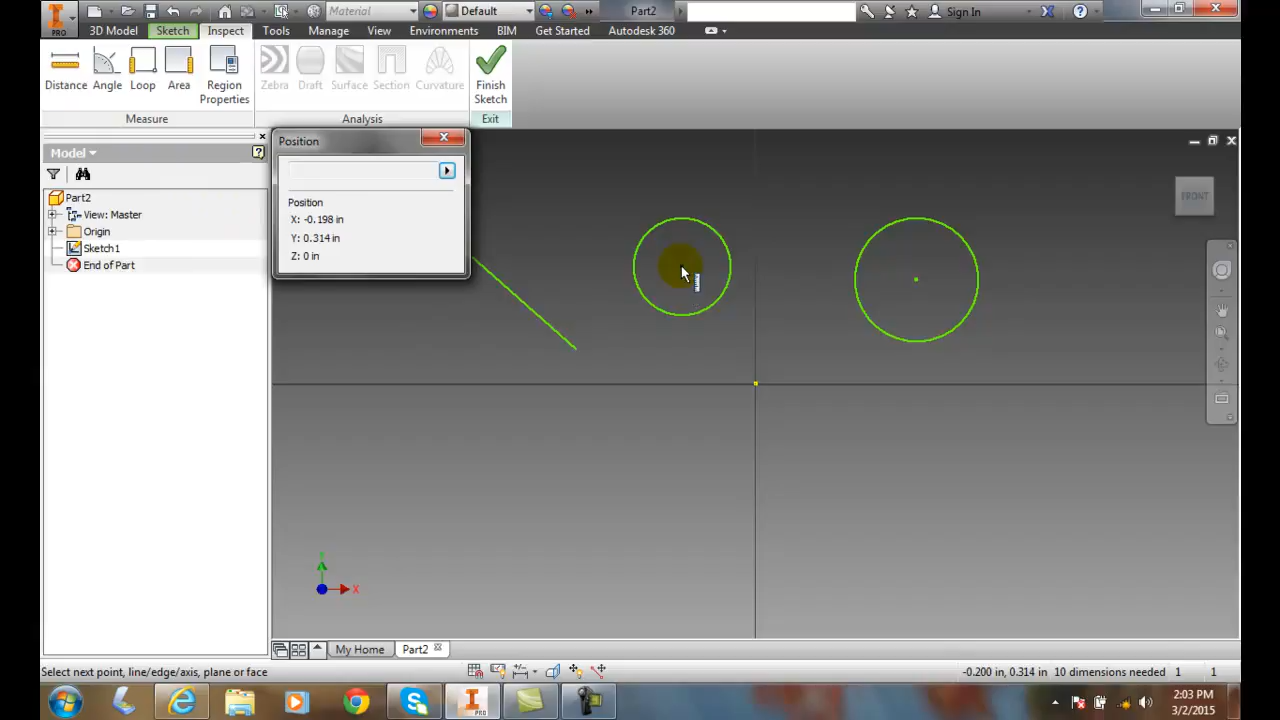 Material
Default
Part2
Sign In
PRO
3D Model
Sketch
Inspect
Tools
Manage
View
Environments
BIM
Get Started
Autodesk 360
Distance
Angle
Loop
Area
Region
Properties
Zebra
Draft
Surface
Section
Curvature
Finish
Sketch
Measure
Analysis
Exit
Model
Part2
View: Master
Origin
Sketch1
End of Part
Position
Position
X: -0.198 in
Y: 0.314 in
Z: 0 in
FRONT
X
My Home
Part2
Select next point, line/edge/axis, plane or face
-0.200 in, 0.314 in 10 dimensions needed 1 1
PRO
2:03 PM
3/2/2015